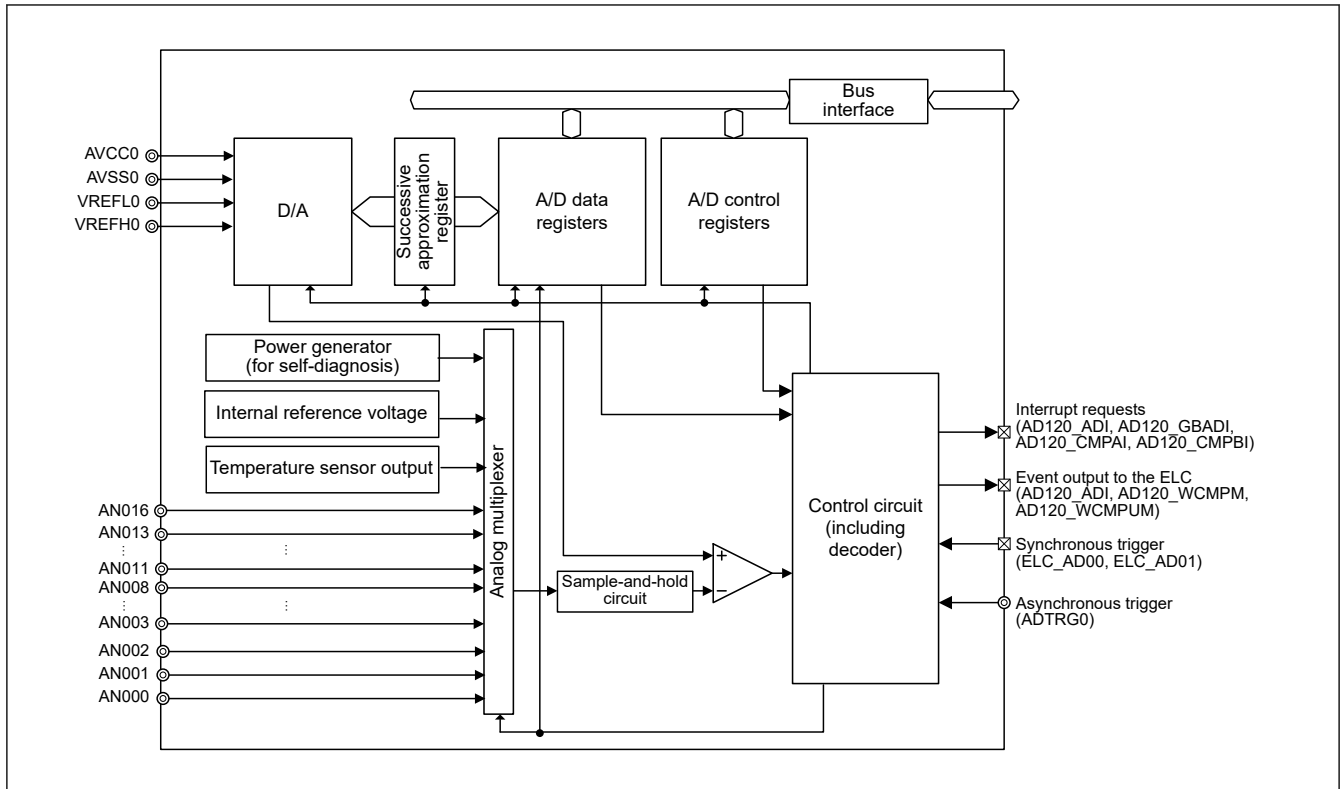 Bus
interface
AVCC0
AVSS0
VREFL0
VREFH0
D/A
Successive
approximation
register
A/D data
registers
A/D control
registers
Power generator
(for self-diagnosis)
Internal reference voltage
Temperature sensor output
Analog multiplexer
AN016
AN013
AN011
AN008
AN003
AN002
AN001
AN000
Sample-and-hold
circuit
+
−
Control circuit
(including
decoder)
Interrupt requests
(AD120_ADI, AD120_GBADI,
AD120_CMPAI, AD120_CMPBI)
Event output to the ELC
(AD120_ADI, AD120_WCMPM,
AD120_WCMPUM)
Synchronous trigger
(ELC_AD00, ELC_AD01)
Asynchronous trigger
(ADTRG0)